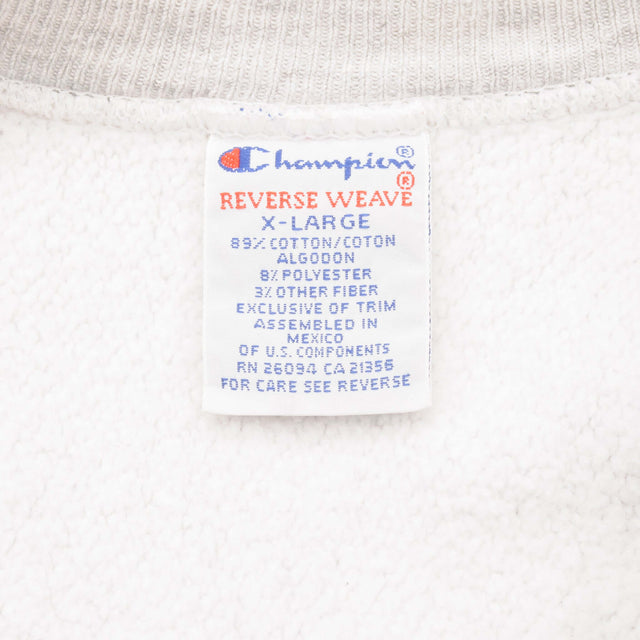 Champion®
REVERSE WEAVE®
X-LARGE
89% COTTON/COTON
ALGODON
8% POLYESTER
3% OTHER FIBER
EXCLUSIVE OF TRIM
ASSEMBLED IN
MEXICO
OF U.S. COMPONENTS
RN 26094 CA 21356
FOR CARE SEE REVERSE